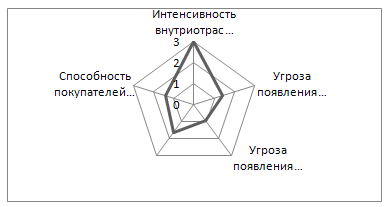 Интенсивность
внутриотрас...
3
2
1
0
Способность
покупателей...
Угроза
появления...
Угроза
появления...